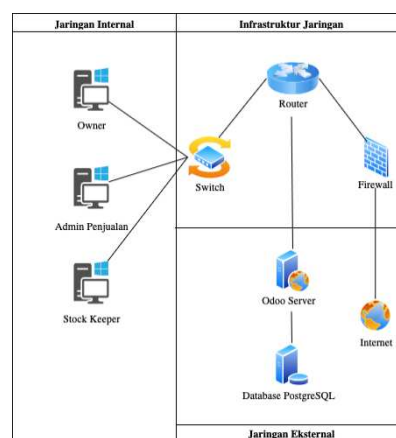 Jaringan Internal
Infrastruktur Jaringan
Owner
Admin Penjualan
Stock Keeper
Switch
Router
Firewall
Odoo Server
Internet
Database PostgreSQL
Jaringan Eksternal